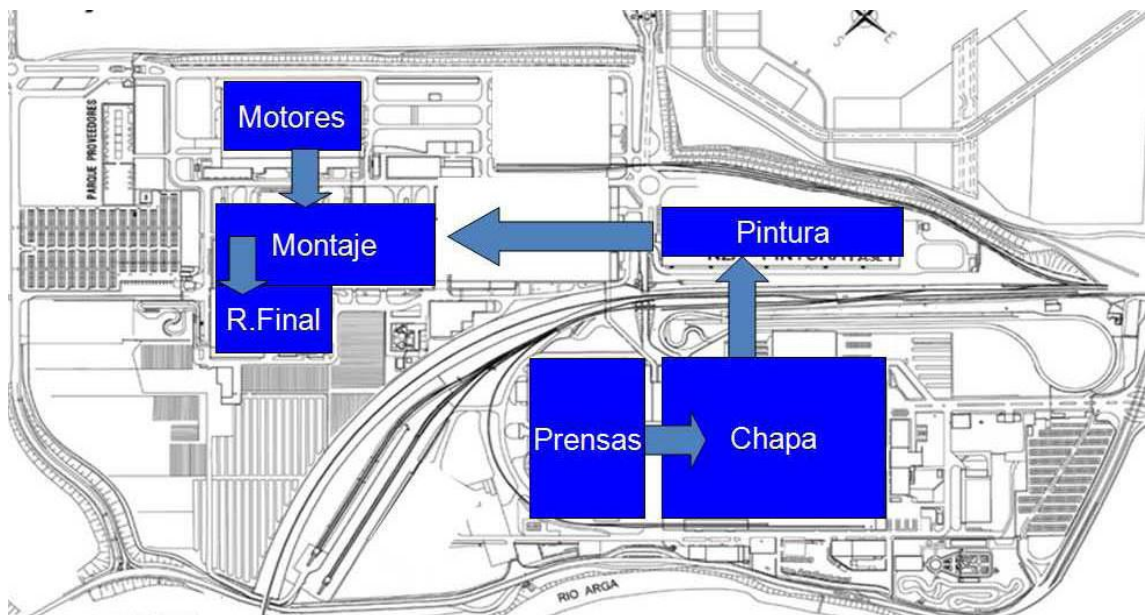 S
E
Motores
PARQUE PROVEEDORES
Montaje
Pintura
R.Final
Prensas
Chapa
RIO ARGA